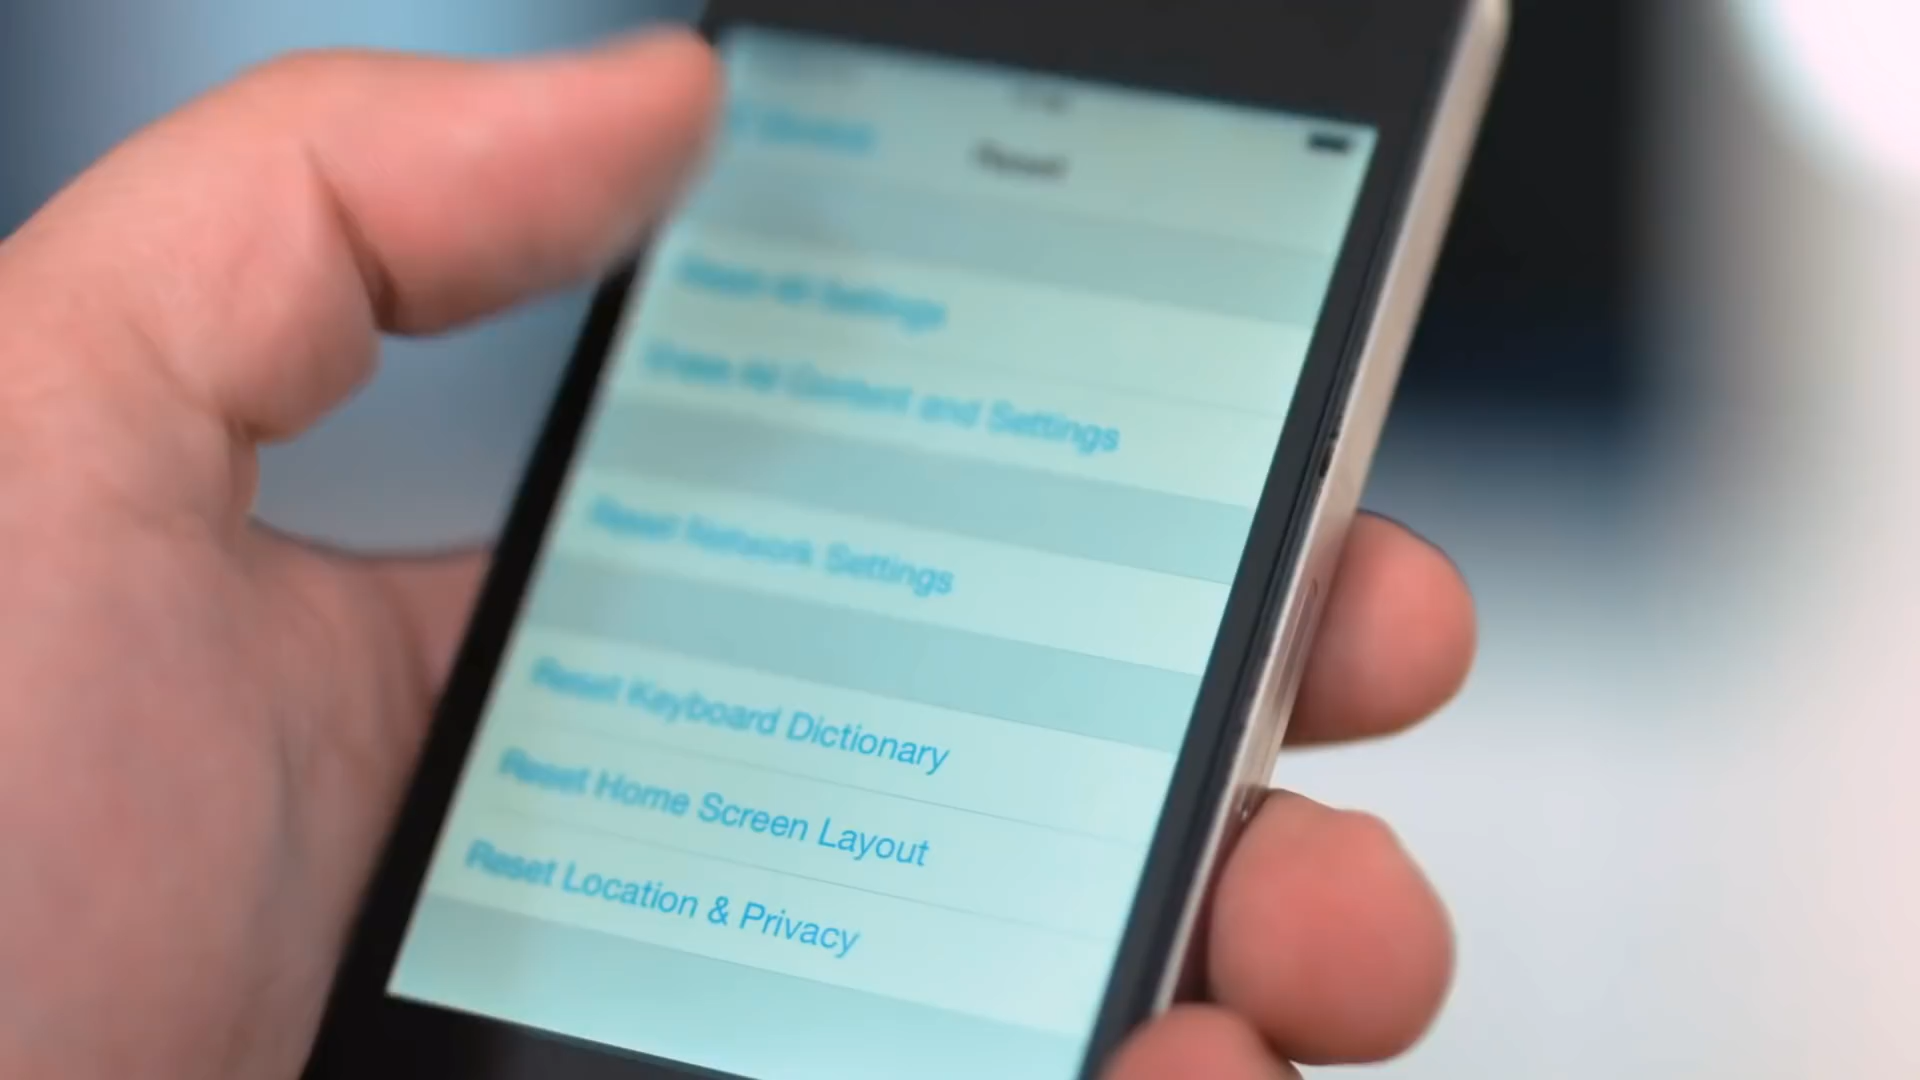 General
Reset
Reset All Settings
Erase All Content and Settings
Reset Network Settings
Reset Keyboard Dictionary
Reset Home Screen Layout
Reset Location & Privacy